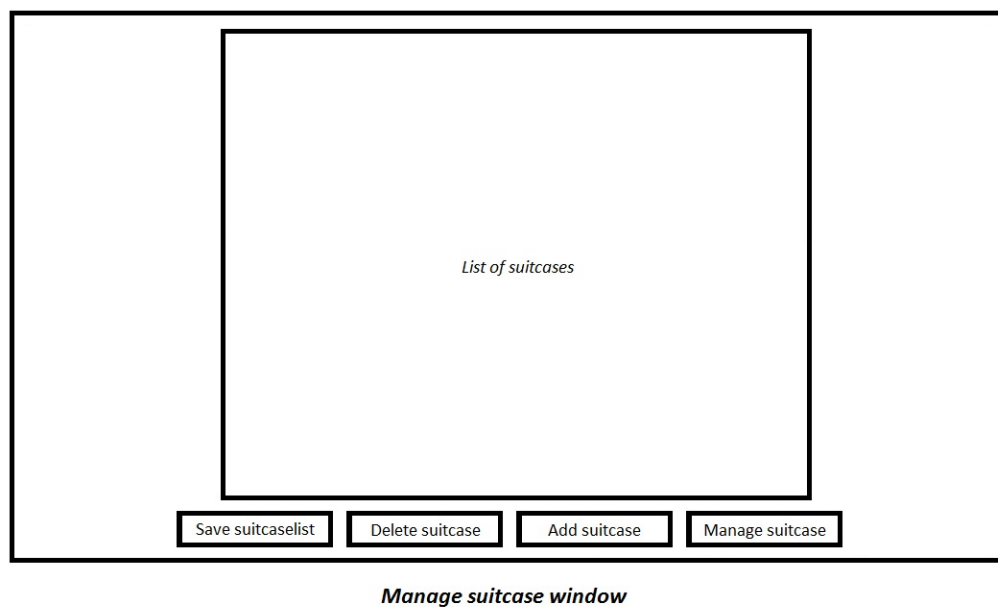 List of suitcases
Save suitcaselist
Delete suitcase
Add suitcase
Manage suitcase
Manage suitcase window